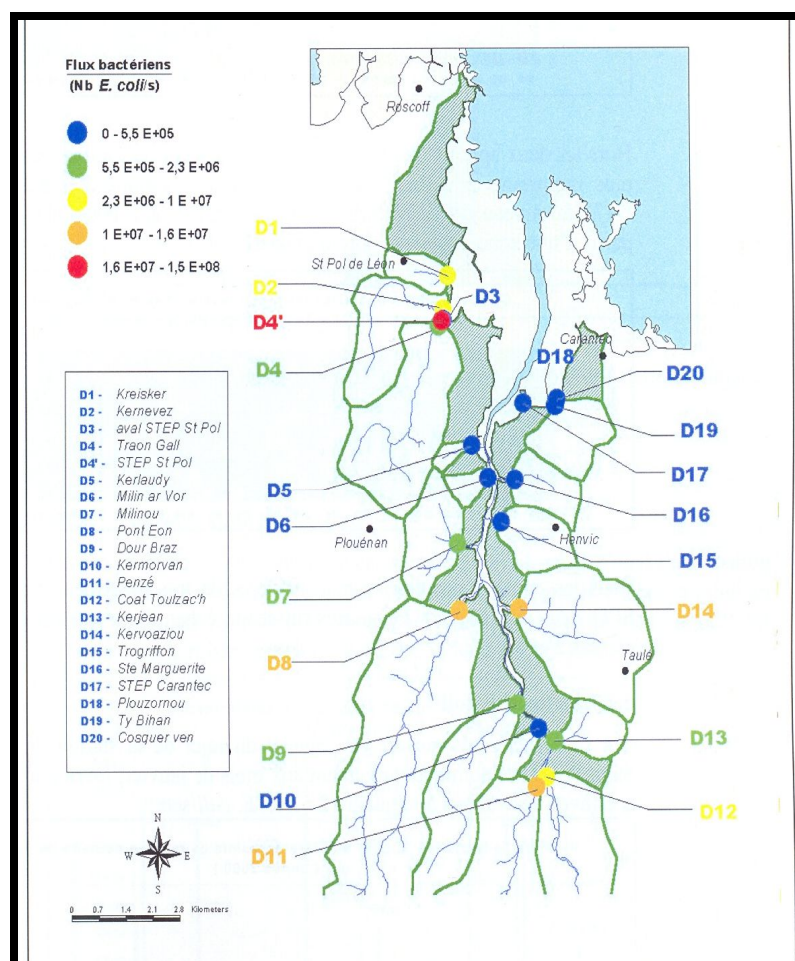 Flux bactériens
(Nb E. coli/s)
0 - 5,5 E+05
5,5 E+05 - 2,3 E+06
2,3 E+06 - 1 E +07
1 E+07 - 1,6 E+07
1,6 E+07 - 1,5 E+08
Roscoff
D1
St Pol de Léon
D2
D3
D4'
D4
Carantec
D18
D20
D19
D17
D5
D16
D6
Plouénan
Henvic
D15
D7
D14
D8
Taulé
D9
D13
D10
D12
D11
D1 - Kreisker
D2 - Kernevez
D3 - aval STEP St Pol
D4 - Traon Gall
D4' - STEP St Pol
D5 - Kerlaudy
D6 - Milin ar Vor
D7 - Milinou
D8 - Pont Eon
D9 - Dour Braz
D10 - Kermorvan
D11 - Penzé
D12 - Coat Toulzac'h
D13 - Kerjean
D14 - Kervoaziou
D15 - Trogriffon
D16 - Ste Marguerite
D17 - STEP Carantec
D18 - Plouzornou
D19 - Ty Bihan
D20 - Cosquer ven
N
W E
S
0 0.7 1.4 2.1 2.8 Kilometers